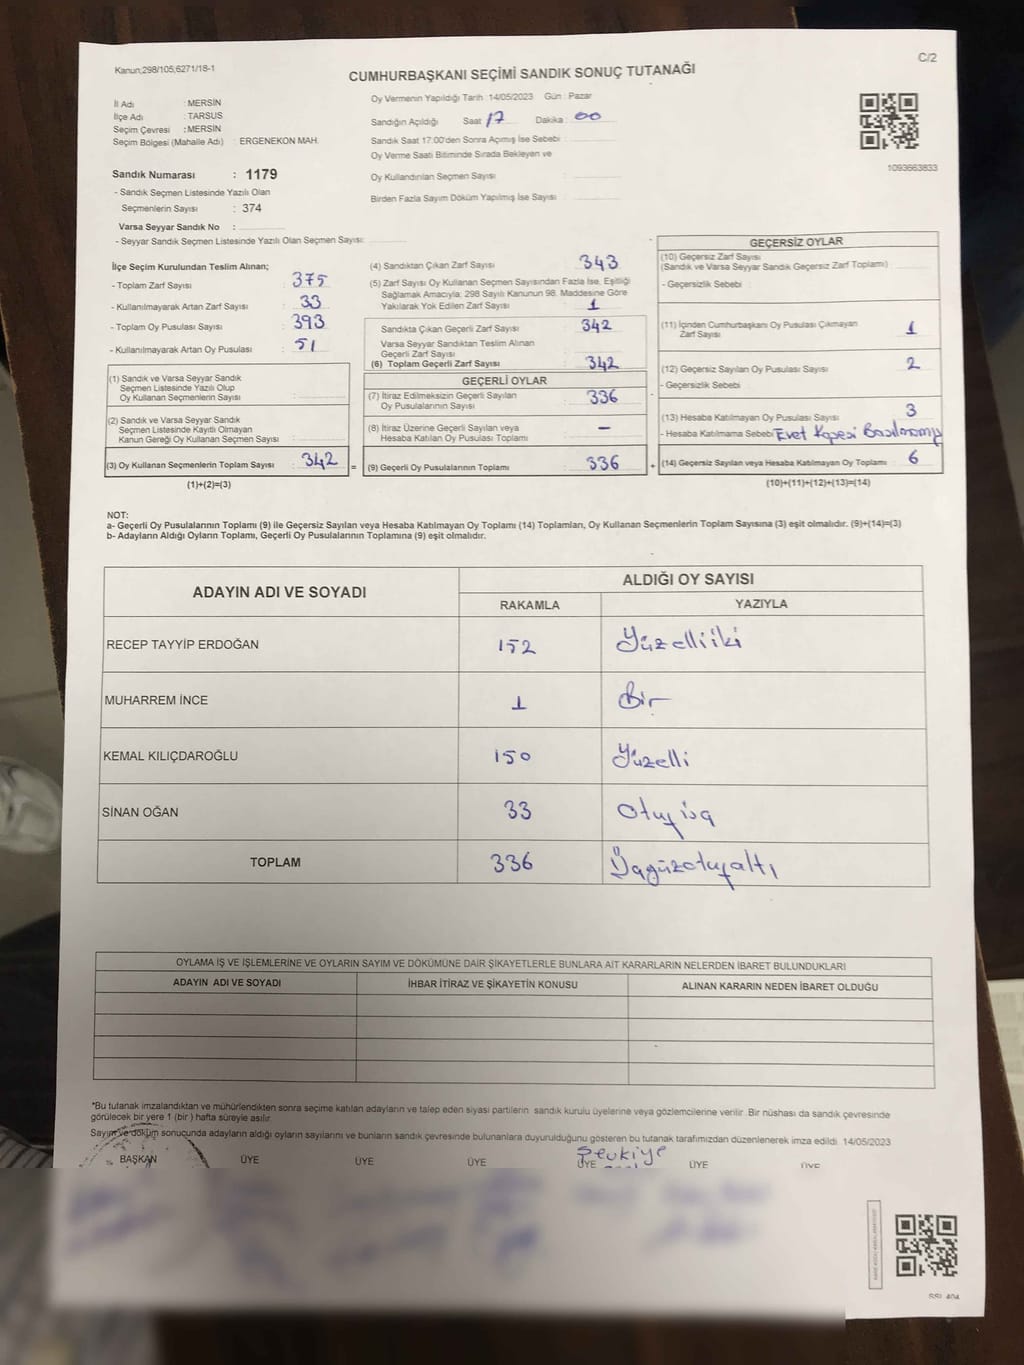 Kanun;298/105;6271/18-1
C/2
CUMHURBAŞKANI SEÇİMİ SANDIK SONUÇ TUTANAĞI
İl Adı : MERSİN
İlçe Adı : TARSUS
Seçim Çevresi : MERSİN
Seçim Bölgesi (Mahalle Adı) : ERGENEKON MAH.
Oy Vermenin Yapıldığı Tarih :14/05/2023 Gün : Pazar
Sandığın Açıldığı Saat 17 Dakika : 00
Sandık Saat 17:00'den Sonra Açımış İse Sebebi :
Oy Verme Saati Bitiminde Sırada Bekleyen ve
Oy Kullandırılan Seçmen Sayısı :
Birden Fazla Sayım Döküm Yapılmış İse Sayısı :
1093663833
Sandık Numarası : 1179
- Sandık Seçmen Listesinde Yazılı Olan
Seçmenlerin Sayısı : 374
Varsa Seyyar Sandık No :
- Seyyar Sandık Seçmen Listesinde Yazılı Olan Seçmen Sayısı:
İlçe Seçim Kurulundan Teslim Alınan;
- Toplam Zarf Sayısı : 375
- Kullanılmayarak Artan Zarf Sayısı : 33
- Toplam Oy Pusulası Sayısı : 393
- Kullanılmayarak Artan Oy Pusulası : 51
(1) Sandık ve Varsa Seyyar Sandık
Seçmen Listesinde Yazılı Olup
Oy Kullanan Seçmenlerin Sayısı :
(2) Sandık ve Varsa Seyyar Sandık
Seçmen Listesinde Kayıtlı Olmayan
Kanun Gereği Oy Kullanan Seçmen Sayısı :
(3) Oy Kullanan Seçmenlerin Toplam Sayısı : 342 =
(1)+(2)=(3)
(4) Sandıktan Çıkan Zarf Sayısı : 343
(5) Zarf Sayısı Oy Kullanan Seçmen Sayısından Fazla İse, Eşitliği
Sağlamak Amacıyla; 298 Sayılı Kanunun 98. Maddesine Göre
Yakılarak Yok Edilen Zarf Sayısı : 1
Sandıkta Çıkan Geçerli Zarf Sayısı : 342
Varsa Seyyar Sandıktan Teslim Alınan
Geçerli Zarf Sayısı :
(6) Toplam Geçerli Zarf Sayısı : 342
GEÇERLİ OYLAR
(7) İtiraz Edilmeksizin Geçerli Sayılan
Oy Pusulalarının Sayısı : 336
(8) İtiraz Üzerine Geçerli Sayılan veya
Hesaba Katılan Oy Pusulası Toplamı : –
(9) Geçerli Oy Pusulalarının Toplamı : 336 +
GEÇERSİZ OYLAR
(10) Geçersiz Zarf Sayısı
(Sandık ve Varsa Seyyar Sandık Geçersiz Zarf Toplamı) :
- Geçersizlik Sebebi :
(11) İçinden Cumhurbaşkanı Oy Pusulası Çıkmayan
Zarf Sayısı : 1
(12) Geçersiz Sayılan Oy Pusulası Sayısı : 2
- Geçersizlik Sebebi :
(13) Hesaba Katılmayan Oy Pusulası Sayısı : 3
- Hesaba Katılmama Sebebi : Evet Kaşesi Basılmamış
(14) Geçersiz Sayılan veya Hesaba Katılmayan Oy Toplamı : 6
(10)+(11)+(12)+(13)=(14)
NOT:
a- Geçerli Oy Pusulalarının Toplamı (9) ile Geçersiz Sayılan veya Hesaba Katılmayan Oy Toplamı (14) Toplamları, Oy Kullanan Seçmenlerin Toplam Sayısına (3) eşit olmalıdır. (9)+(14)=(3)
b- Adayların Aldığı Oyların Toplamı, Geçerli Oy Pusulalarının Toplamına (9) eşit olmalıdır.
ADAYIN ADI VE SOYADI ALDIĞI OY SAYISI
RAKAMLA YAZIYLA
RECEP TAYYİP ERDOĞAN 152 Yüzelliiki
MUHARREM İNCE 1 Bir
KEMAL KILIÇDAROĞLU 150 Yüzelli
SİNAN OĞAN 33 Otuz
TOPLAM 336 Üçyüzotuzaltı
OYLAMA İŞ VE İŞLEMLERİNE VE OYLARIN SAYIM VE DÖKÜMÜNE DAİR ŞİKAYETLERLE BUNLARA AİT KARARLARIN NELERDEN İBARET BULUNDUKLARI
ADAYIN ADI VE SOYADI İHBAR İTİRAZ VE ŞİKAYETİN KONUSU ALINAN KARARIN NEDEN İBARET OLDUĞU
*Bu tutanak imzalandıktan ve mühürlendikten sonra seçime katılan adayların ve talep eden siyasi partilerin sandık kurulu üyelerine veya gözlemcilerine verilir. Bir nüshası da sandık çevresinde
görülecek bir yere 1 (bir ) hafta süreyle asılır.
Sayım ve döküm sonucunda adayların aldığı oyların sayılarını ve bunların sandık çevresinde bulunanlara duyurulduğunu gösteren bu tutanak tarafımızdan düzenlenerek imza edildi. 14/05/2023
Şevkiye
BAŞKAN ÜYE ÜYE ÜYE ÜYE ÜYE ÜYE